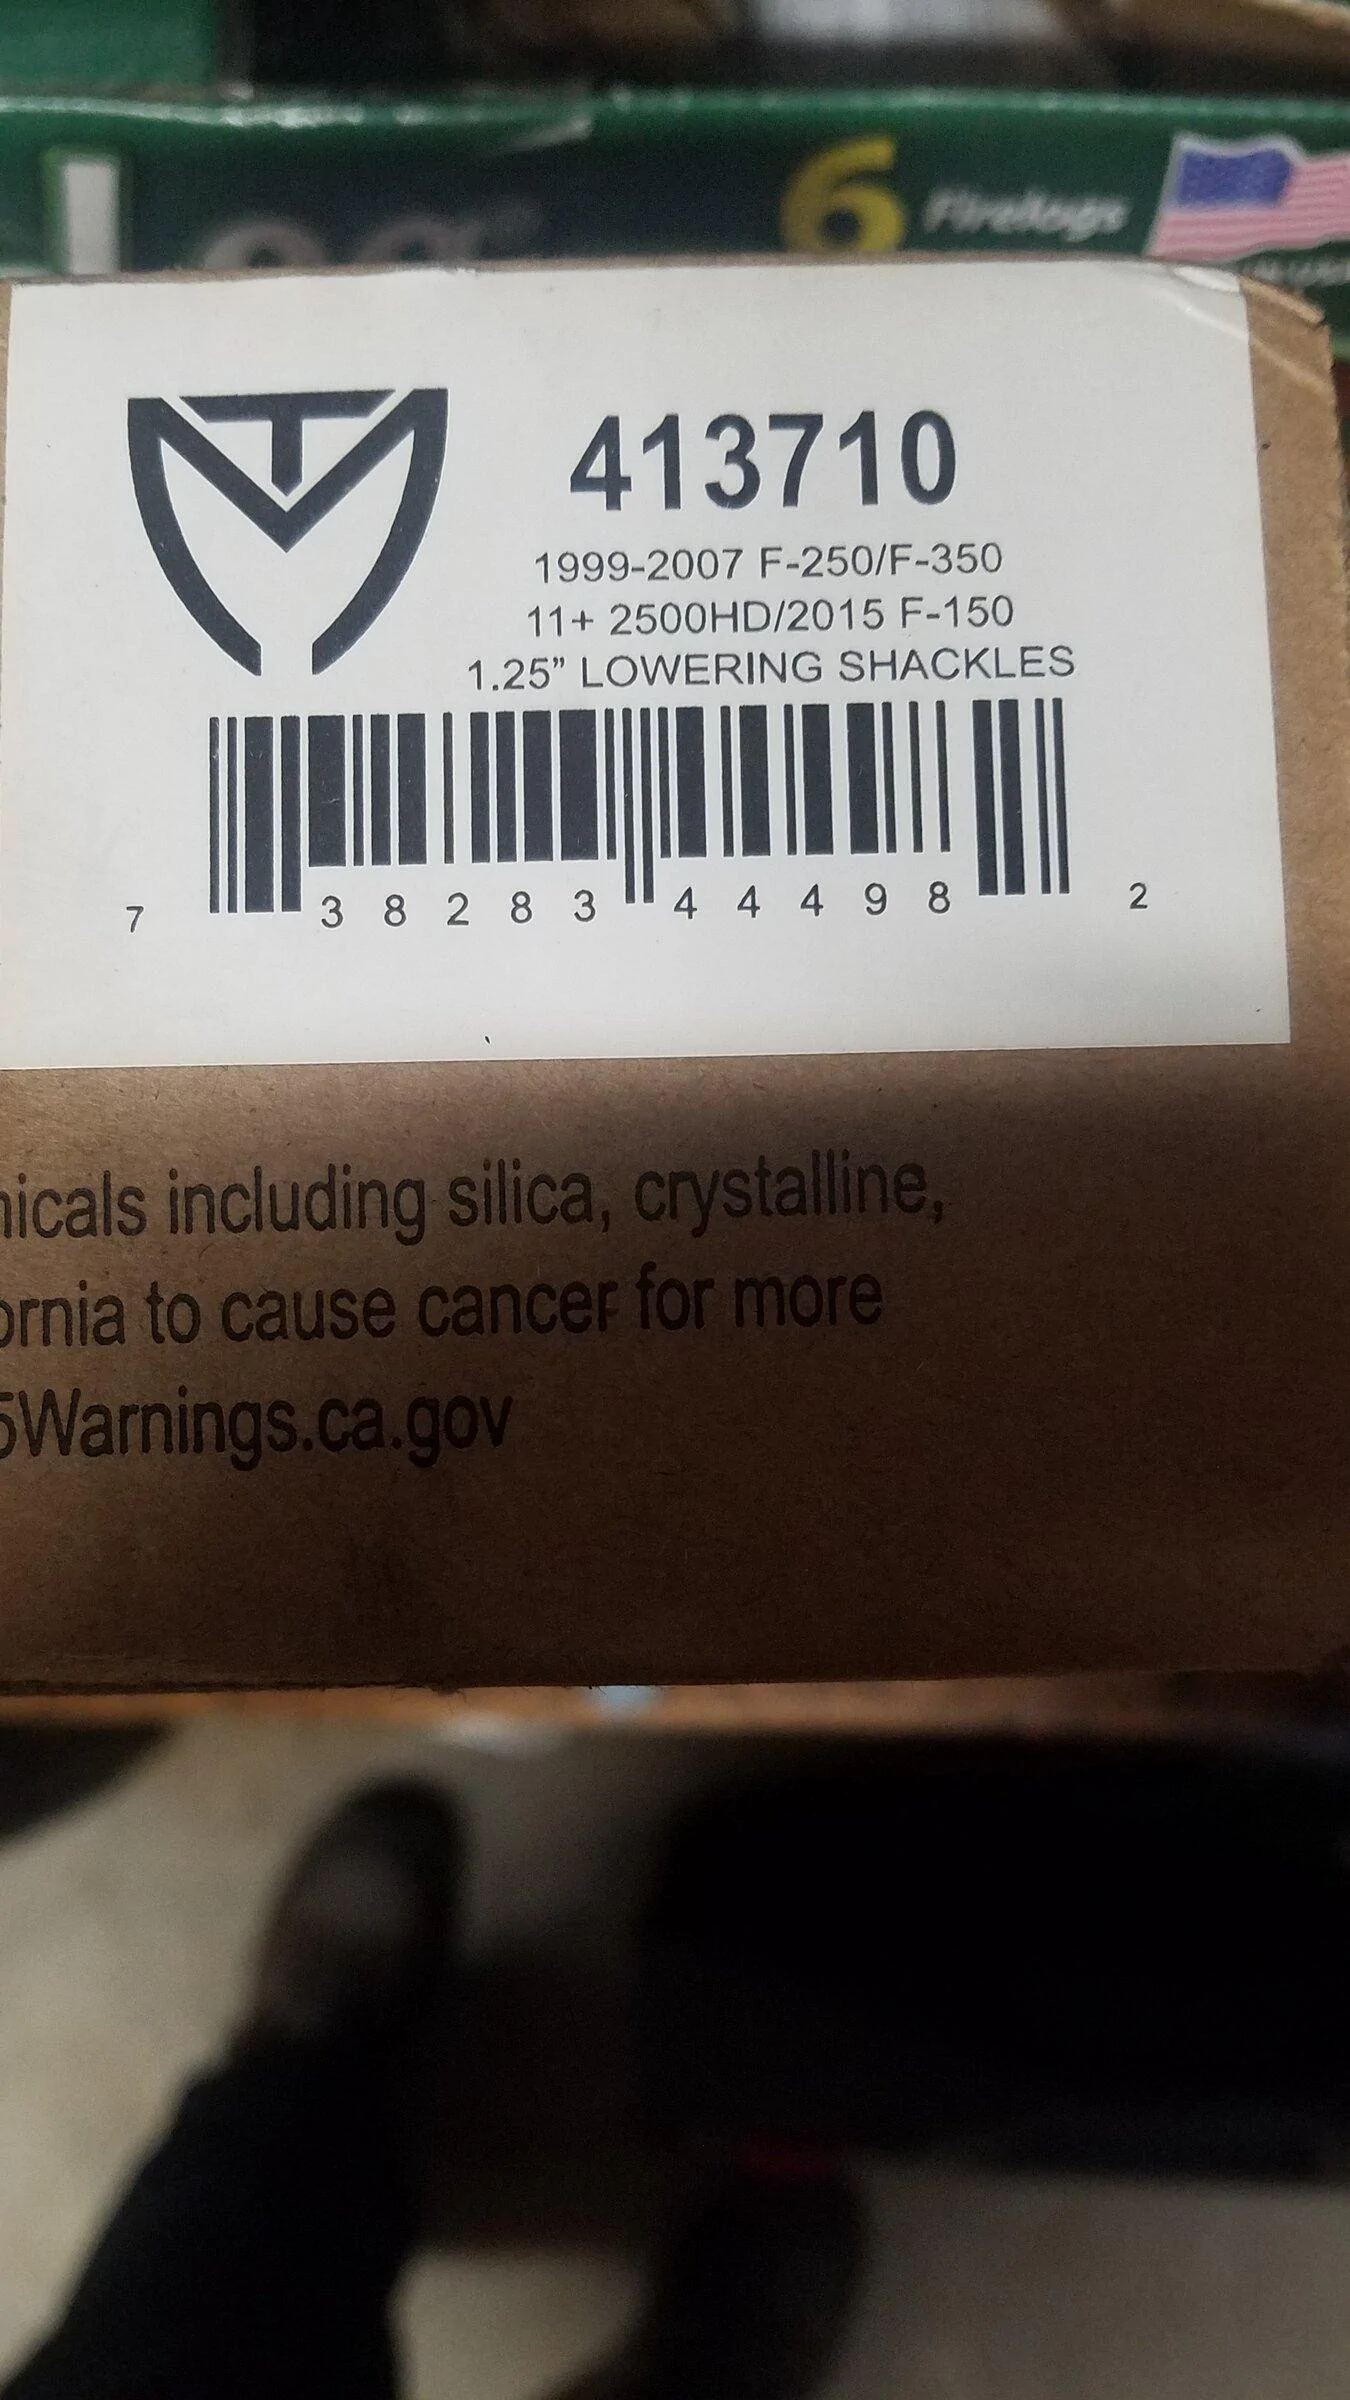 6 Firelogs
TM
413710
1999-2007 F-250/F-350
11+ 2500HD/2015 F-150
1.25” LOWERING SHACKLES
7 38283 44498 2
nicals including silica, crystalline,
ornia to cause cancer for more
5Warnings.ca.gov